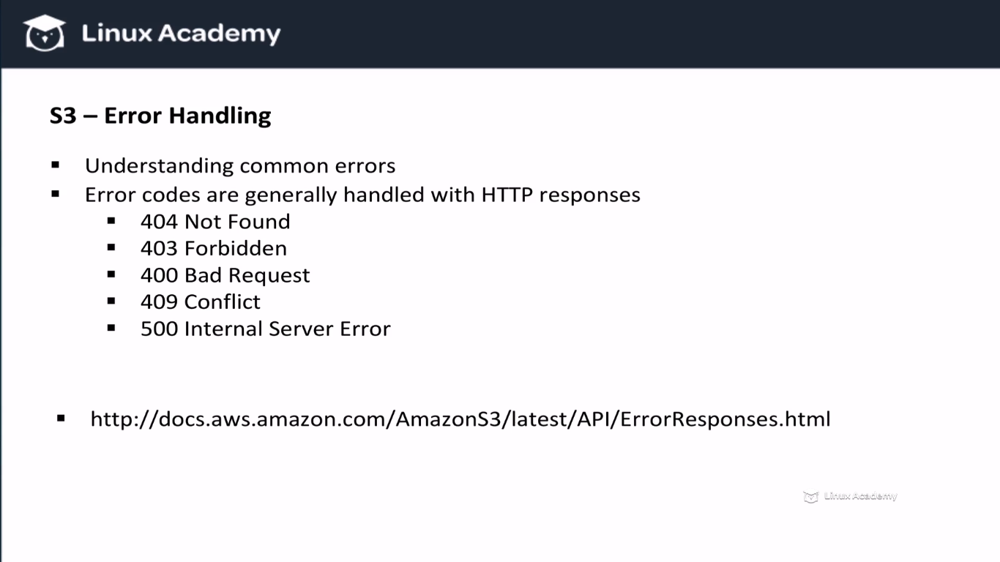 Linux Academy
S3 – Error Handling
▪ Understanding common errors
▪ Error codes are generally handled with HTTP responses
▪ 404 Not Found
▪ 403 Forbidden
▪ 400 Bad Request
▪ 409 Conflict
▪ 500 Internal Server Error
▪ http://docs.aws.amazon.com/AmazonS3/latest/API/ErrorResponses.html
Linux Academy